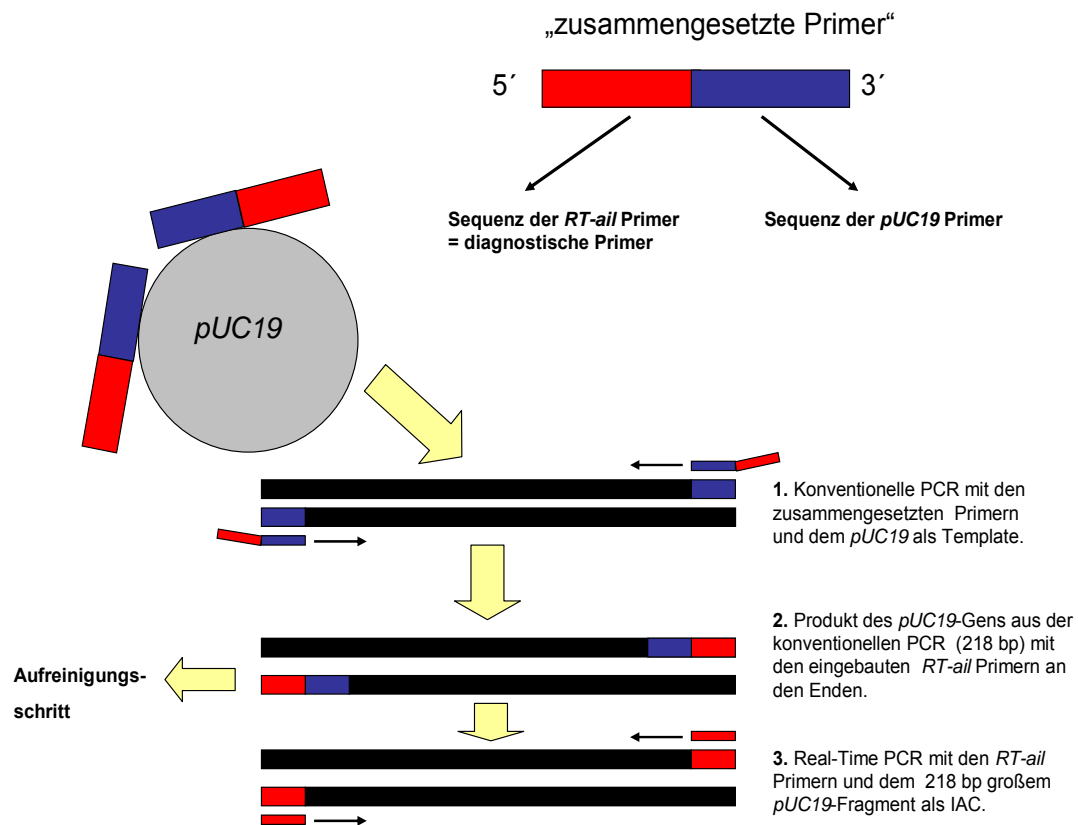 „zusammengesetzte Primer“
5´
3´
Sequenz der RT-ail Primer
= diagnostische Primer
Sequenz der pUC19 Primer
pUC19
1. Konventionelle PCR mit den
zusammengesetzten Primern
und dem pUC19 als Template.
2. Produkt des pUC19-Gens aus der
konventionellen PCR (218 bp) mit
den eingebauten RT-ail Primern an
den Enden.
Aufreinigungs-
schritt
3. Real-Time PCR mit den RT-ail
Primern und dem 218 bp großem
pUC19-Fragment als IAC.